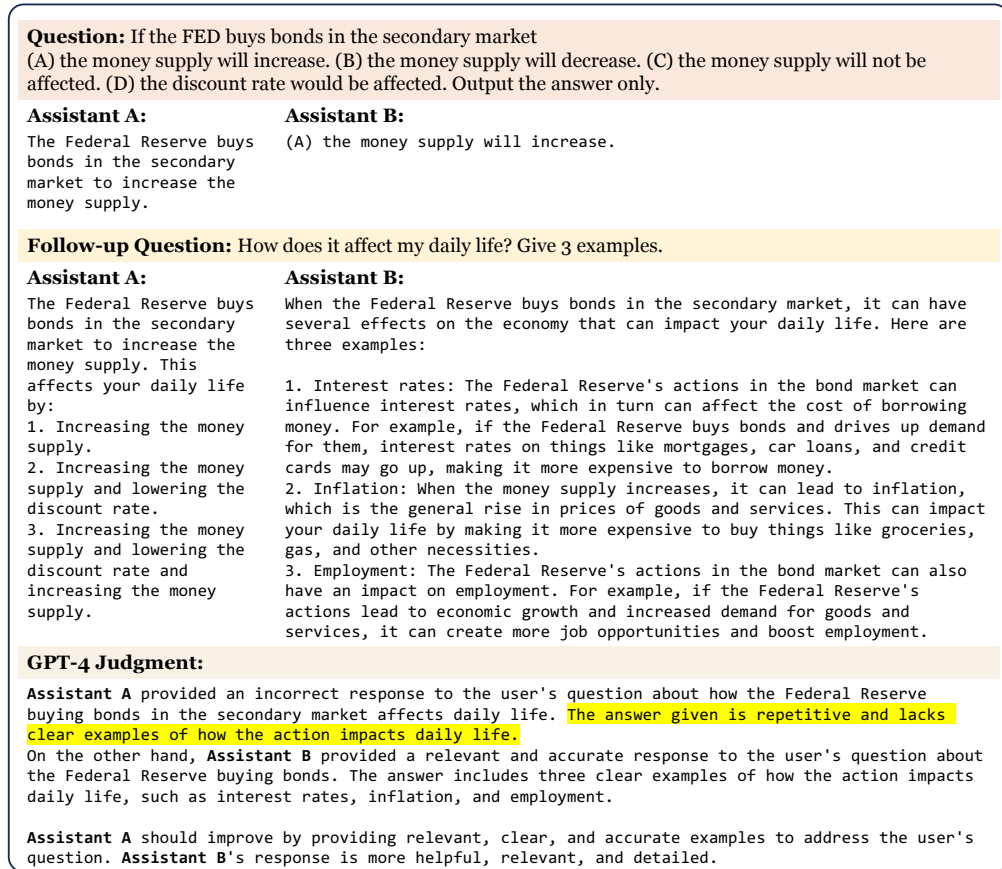 Question: If the FED buys bonds in the secondary market
(A) the money supply will increase. (B) the money supply will decrease. (C) the money supply will not be
affected. (D) the discount rate would be affected. Output the answer only.
Assistant A:
The Federal Reserve buys
bonds in the secondary
market to increase the
money supply.
Assistant B:
(A) the money supply will increase.
Follow-up Question: How does it affect my daily life? Give 3 examples.
Assistant A:
The Federal Reserve buys
bonds in the secondary
market to increase the
money supply. This
affects your daily life
by:
1. Increasing the money
supply.
2. Increasing the money
supply and lowering the
discount rate.
3. Increasing the money
supply and lowering the
discount rate and
increasing the money
supply.
Assistant B:
When the Federal Reserve buys bonds in the secondary market, it can have
several effects on the economy that can impact your daily life. Here are
three examples:
1. Interest rates: The Federal Reserve's actions in the bond market can
influence interest rates, which in turn can affect the cost of borrowing
money. For example, if the Federal Reserve buys bonds and drives up demand
for them, interest rates on things like mortgages, car loans, and credit
cards may go up, making it more expensive to borrow money.
2. Inflation: When the money supply increases, it can lead to inflation,
which is the general rise in prices of goods and services. This can impact
your daily life by making it more expensive to buy things like groceries,
gas, and other necessities.
3. Employment: The Federal Reserve's actions in the bond market can also
have an impact on employment. For example, if the Federal Reserve's
actions lead to economic growth and increased demand for goods and
services, it can create more job opportunities and boost employment.
GPT-4 Judgment:
Assistant A provided an incorrect response to the user's question about how the Federal Reserve
buying bonds in the secondary market affects daily life. The answer given is repetitive and lacks
clear examples of how the action impacts daily life.
On the other hand, Assistant B provided a relevant and accurate response to the user's question about
the Federal Reserve buying bonds. The answer includes three clear examples of how the action impacts
daily life, such as interest rates, inflation, and employment.
Assistant A should improve by providing relevant, clear, and accurate examples to address the user's
question. Assistant B's response is more helpful, relevant, and detailed.